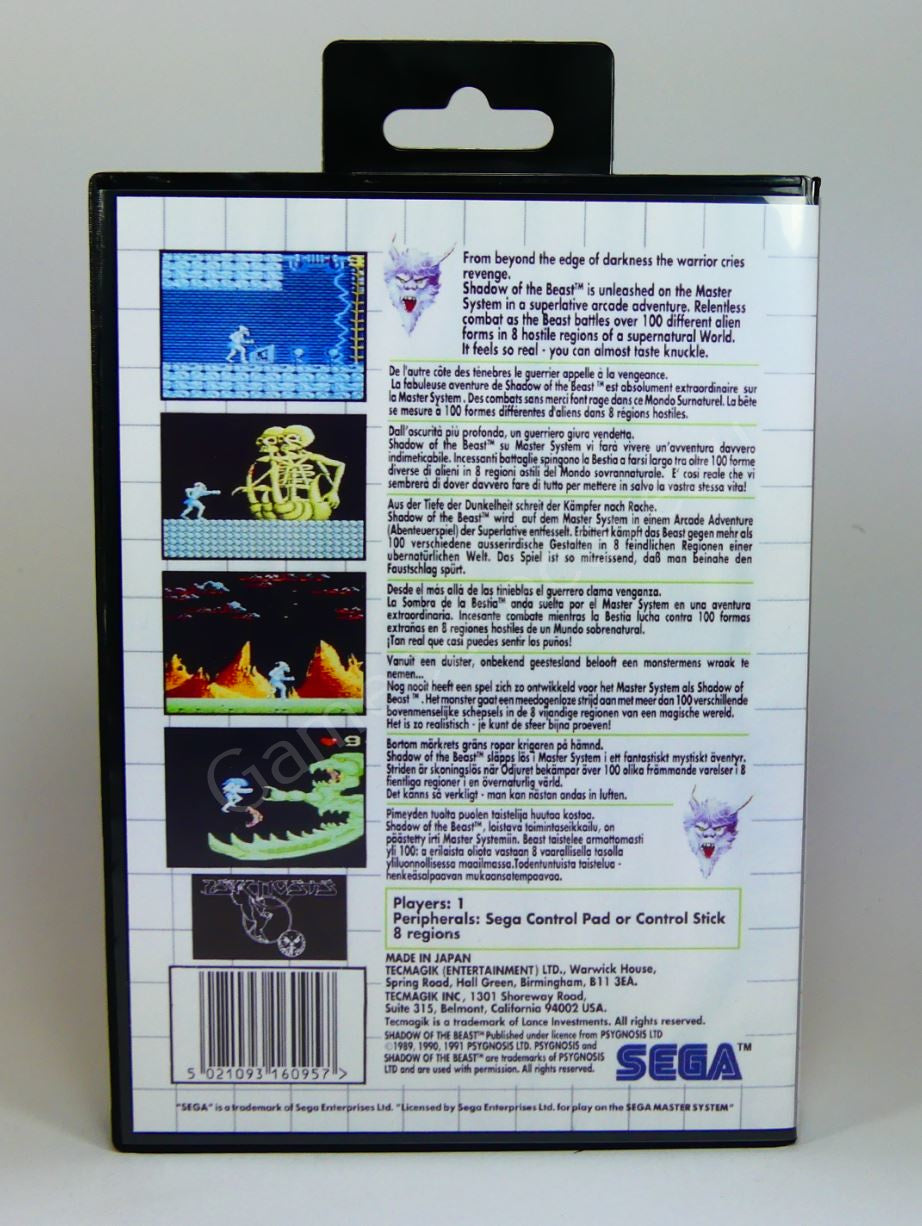 From beyond the edge of darkness the warrior cries
revenge.
Shadow of the Beast™ is unleashed on the Master
System in a superlative arcade adventure. Relentless
combat as the Beast battles over 100 different alien
forms in 8 hostile regions of a supernatural World.
It feels so real - you can almost taste knuckle.
De l'autre côte des ténebres le guerrier appelle à la vengeance.
La fabuleuse aventure de Shadow of the Beast ™ est absolument extraordinaire sur
la Master System. Des combats sans merci font rage dans ce Mondo Surnaturel. La bête
se mesure à 100 formes différentes d'aliens dans 8 régions hostiles.
Dall'oscurità più profonda, un guerriero giura vendetta.
Shadow of the Beast™ su Master System vi farà vivere un'avventura davvero
indimeticabile. Incessanti battaglie spingono la Bestia a farsi largo tra oltre 100 forme
diverse di alieni in 8 regioni ostili del Mondo sovrannaturale. E' cosi reale che vi
sembrerà di dover davvero fare di tutto per mettere in salvo la vostra stessa vita!
Aus der Tiefe der Dunkelheit schreit der Kämpfer nach Rache.
Shadow of the Beast™ wird auf dem Master System in einem Arcade Adventure
(Abenteuerspiel) der Superlative entfesselt. Erbittert kämpft das Beast gegen mehr als
100 verschiedene ausserirdische Gestalten in 8 feindlichen Regionen einer
ubernatürlichen Welt. Das Spiel ist so mitreissend, daß man beinahe den
Faustschlag spürt.
Desde el más allá de las tinieblas el guerrero clama venganza.
La Sombra de la Bestia™ anda suelta por el Master System en una aventura
extraordinaria. Incesante combate mientras la Bestia lucha contra 100 formas
extrañas en 8 regiones hostiles de un Mundo sobrenatural.
¡Tan real que casi puedes sentir los puños!
Vanuit een duister, onbekend geestesland belooft een monstermens wraak te
nemen...
Nog nooit heeft een spel zich zo ontwikkeld voor het Master System als Shadow of
Beast ™. Het monster gaat een meedogenloze strijd aan met meer dan 100 verschillende
bovenmenselijke schepsels in de 8 vijandige regionen van een magische wereld.
Het is zo realistisch - je kunt de sfeer bijna proeven!
Bortom mörkrets gräns ropar krigaren på hämnd.
Shadow of the Beast™ släpps lös i Master System i ett fantastiskt mystiskt äventyr.
Striden är skoningslös när Odjuret bekämpar över 100 olika främmande varelser i 8
fientliga regioner i en övernaturlig värld.
Det känns så verkligt - man kan nästan andas in luften.
Pimeyden tuolta puolen taistelija huutaa kostoa.
Shadow of the Beast™, loistava toimintaseikkailu, on
päästetty irti Master Systemiin. Beast taistelee armottomasti
yli 100: a erilaista oliota vastaan 8 vaarallisella tasolla
yliluonnollisessa maailmassa.Todentuntuista taistelua -
henkeäsalpaavan mukaansatempaavaa.
PSYGNOSIS
Players: 1
Peripherals: Sega Control Pad or Control Stick
8 regions
MADE IN JAPAN
TECMAGIK (ENTERTAINMENT) LTD., Warwick House,
Spring Road, Hall Green, Birmingham, B11 3EA.
TECMAGIK INC, 1301 Shoreway Road,
Suite 315, Belmont, California 94002 USA.
Tecmagik is a trademark of Lance Investments. All rights reserved.
SHADOW OF THE BEAST™ Published under licence from PSYGNOSIS LTD
©1989, 1990, 1991 PSYGNOSIS LTD. PSYGNOSIS and
SHADOW OF THE BEAST™ are trademarks of PSYGNOSIS
LTD and are used with permission. All rights reserved.
SEGA™
5 021093 160957 >
"SEGA" is a trademark of Sega Enterprises Ltd. "Licensed by Sega Enterprises Ltd. for play on the SEGA MASTER SYSTEM"